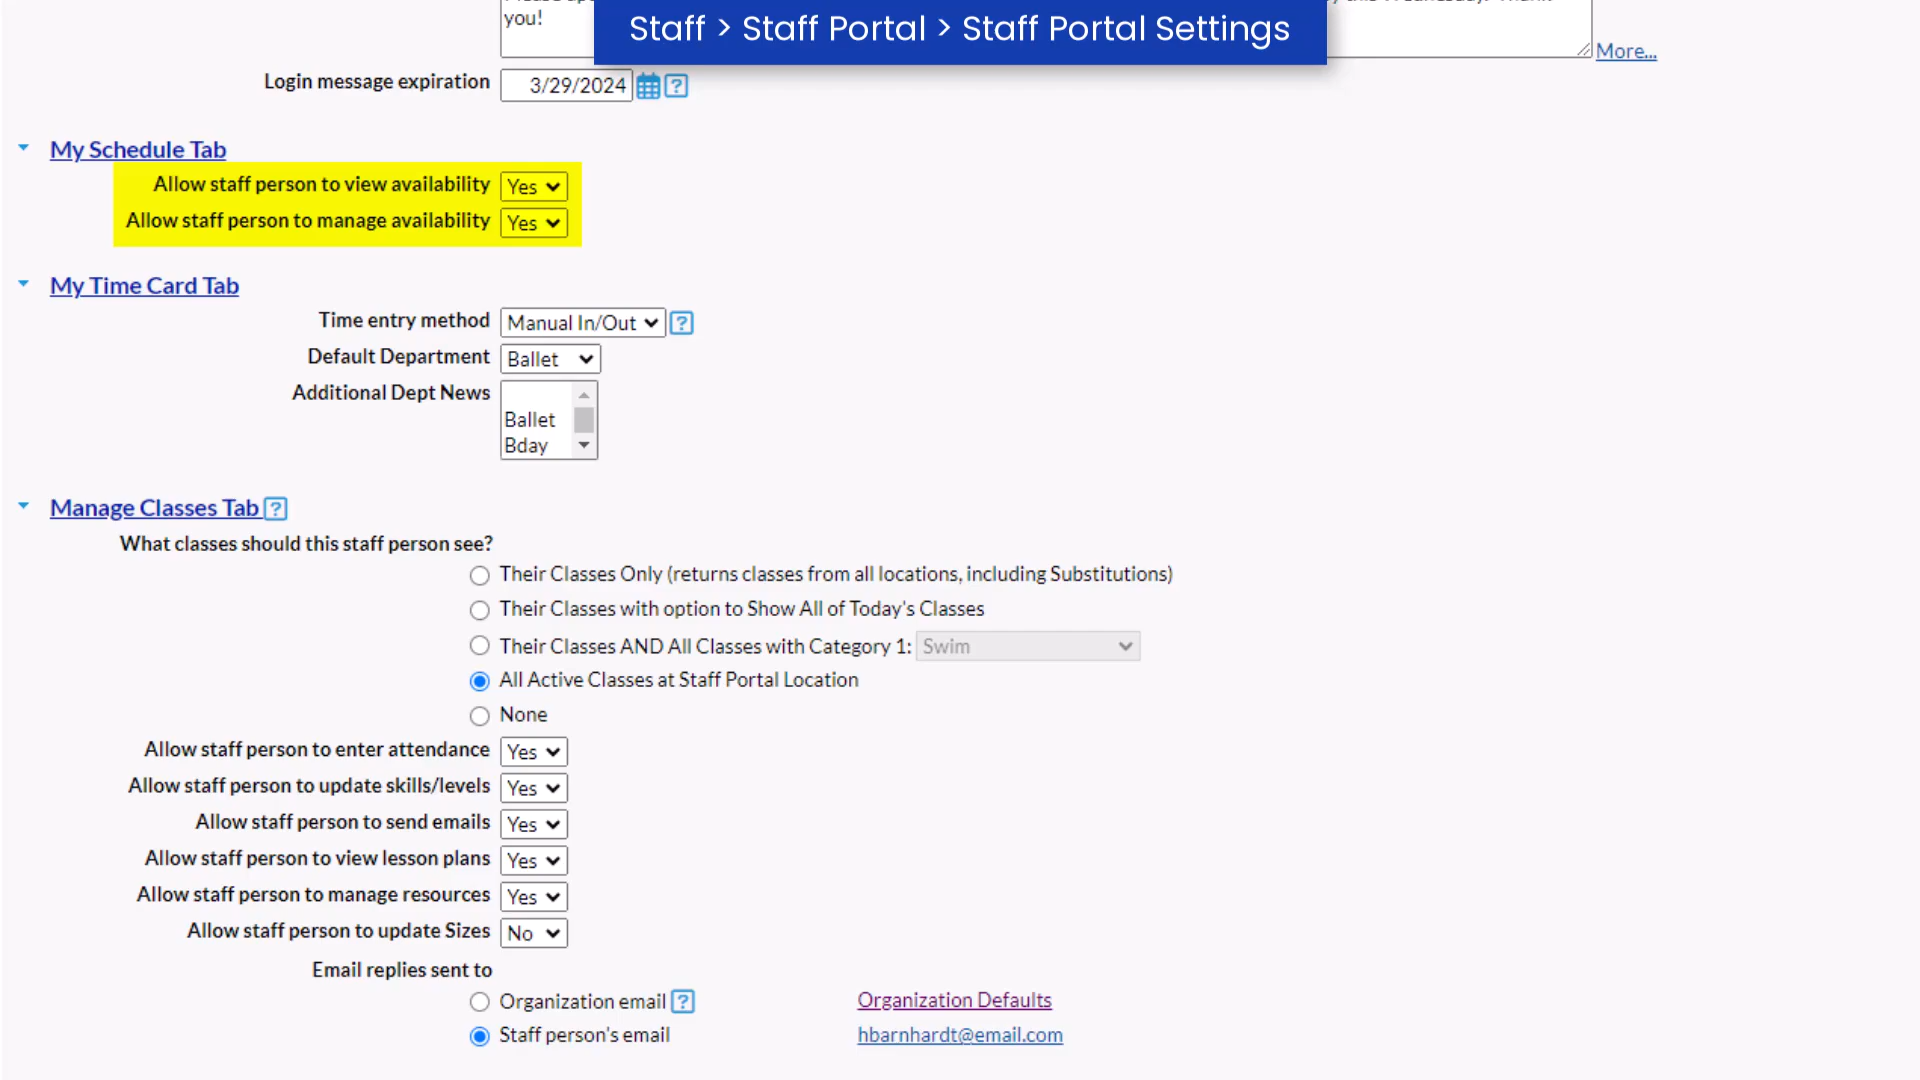 Staff > Staff Portal > Staff Portal Settings
you!
More...
Login message expiration 3/29/2024 ?
My Schedule Tab
Allow staff person to view availability Yes
Allow staff person to manage availability Yes
My Time Card Tab
Time entry method Manual In/Out ?
Default Department Ballet
Additional Dept News
Ballet
Bday
Manage Classes Tab ?
What classes should this staff person see?
Their Classes Only (returns classes from all locations, including Substitutions)
Their Classes with option to Show All of Today's Classes
Their Classes AND All Classes with Category 1: Swim
All Active Classes at Staff Portal Location
None
Allow staff person to enter attendance Yes
Allow staff person to update skills/levels Yes
Allow staff person to send emails Yes
Allow staff person to view lesson plans Yes
Allow staff person to manage resources Yes
Allow staff person to update Sizes No
Email replies sent to
Organization email ? Organization Defaults
Staff person's email hbarnhardt@email.com